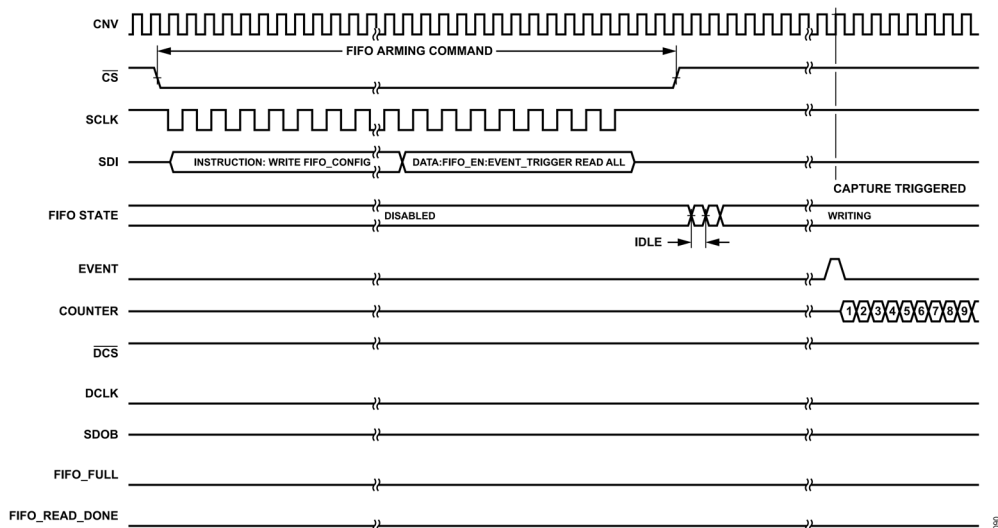 CNV
FIFO ARMING COMMAND
CS
SCLK
SDI
INSTRUCTION: WRITE FIFO_CONFIG
DATA:FIFO_EN:EVENT_TRIGGER READ ALL
CAPTURE TRIGGERED
FIFO STATE
DISABLED
WRITING
IDLE
EVENT
COUNTER
1 2 3 4 5 6 7 8 9
DCS
DCLK
SDOB
FIFO_FULL
FIFO_READ_DONE